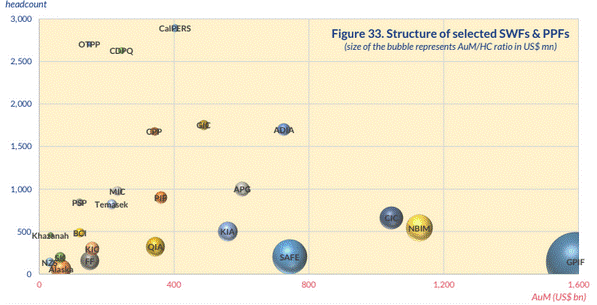 headcount
Figure 33. Structure of selected SWFs & PPFs
(size of the bubble represents AuM/HC ratio in US$ mn)
3,000
2,500
2,000
1,500
1,000
500
0
CalPERS
OTPP
CDPQ
CPP
GIC
ADIA
MIC
PSP
Temasek
PIF
APG
Khazanah
BCI
KIC
QIA
KIA
CIC
NBIM
NZS
FF
Alaska
SAFE
GPIF
0
400
800
1,200
1,600
AuM (US$ bn)